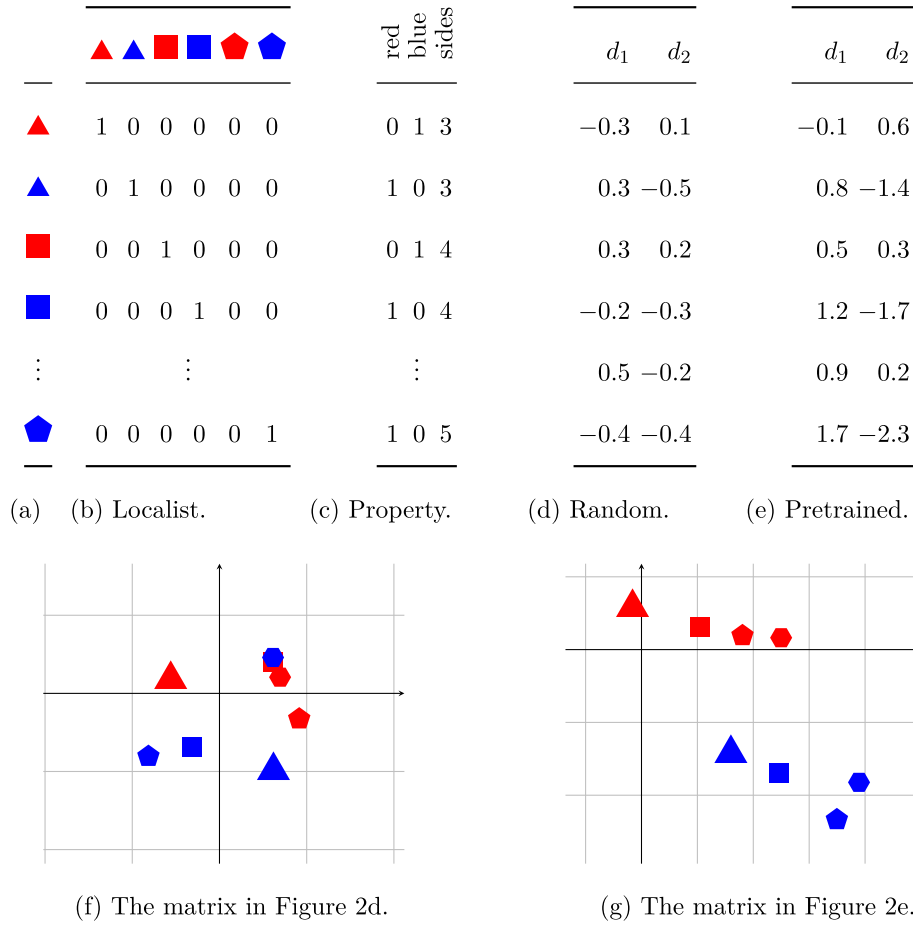 red blue sides d₁ d₂ d₁ d₂
1 0 0 0 0 0 0 1 3 −0.3 0.1 −0.1 0.6
0 1 0 0 0 0 1 0 3 0.3 −0.5 0.8 −1.4
0 0 1 0 0 0 0 1 4 0.3 0.2 0.5 0.3
0 0 0 1 0 0 1 0 4 −0.2 −0.3 1.2 −1.7
⋮ ⋮ ⋮ 0.5 −0.2 0.9 0.2
0 0 0 0 0 1 1 0 5 −0.4 −0.4 1.7 −2.3
(a) (b) Localist. (c) Property. (d) Random. (e) Pretrained.
(f) The matrix in Figure 2d. (g) The matrix in Figure 2e.